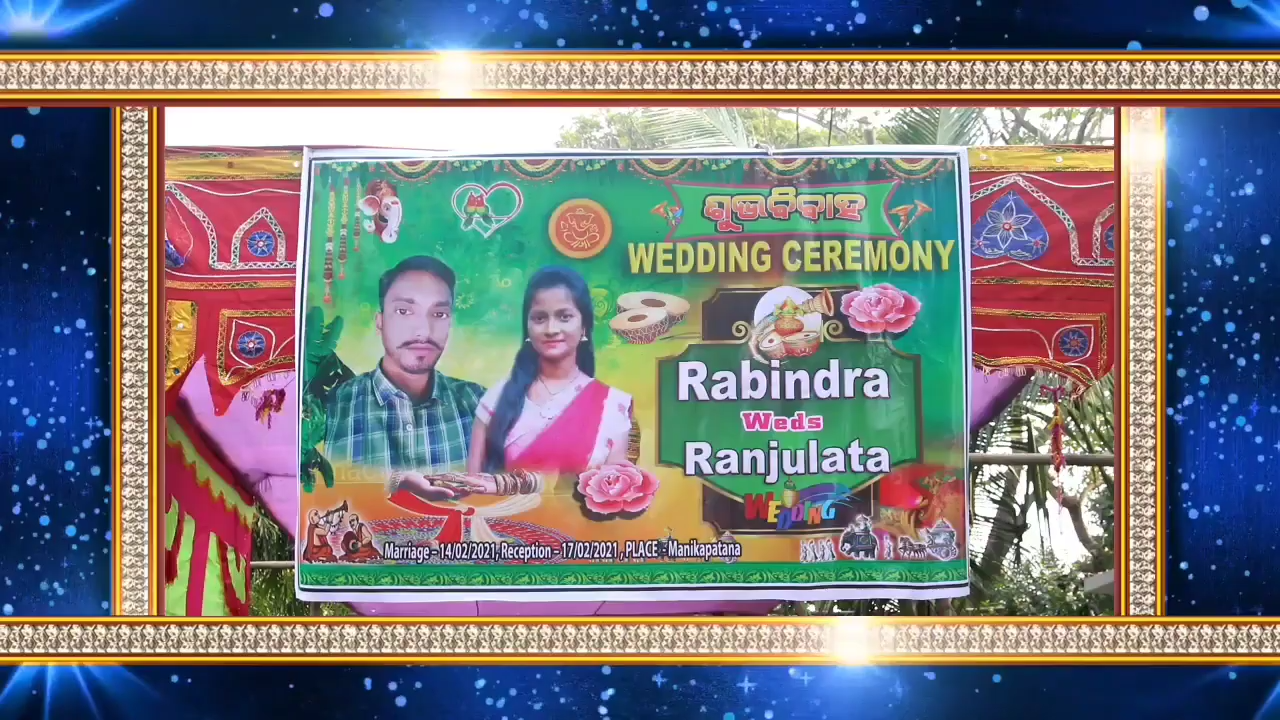 ଶୁଭବିବାହ
WEDDING CEREMONY
Rabindra
Weds
Ranjulata
WEDDING
Marriage – 14/02/2021, Reception – 17/02/2021, PLACE - Manikapatana